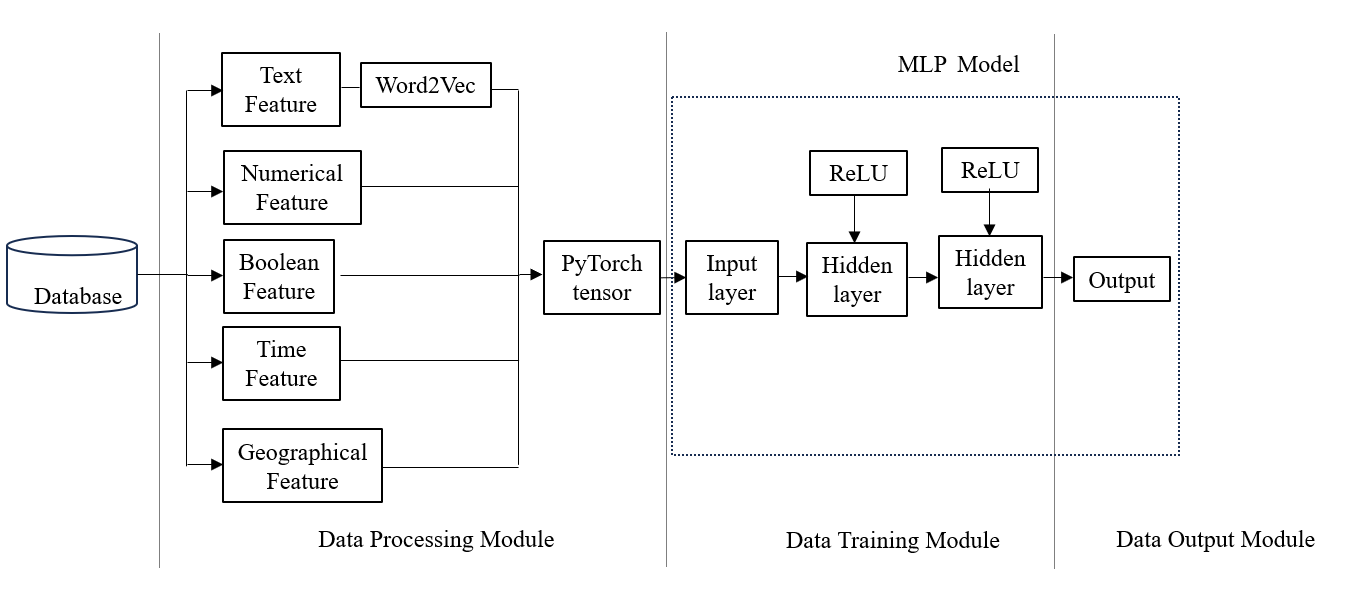 MLP Model
Text
Feature
Word2Vec
Numerical
Feature
ReLU
ReLU
Database
Boolean
Feature
PyTorch
tensor
Input
layer
Hidden
layer
Hidden
layer
Output
Time
Feature
Geographical
Feature
Data Processing Module
Data Training Module
Data Output Module